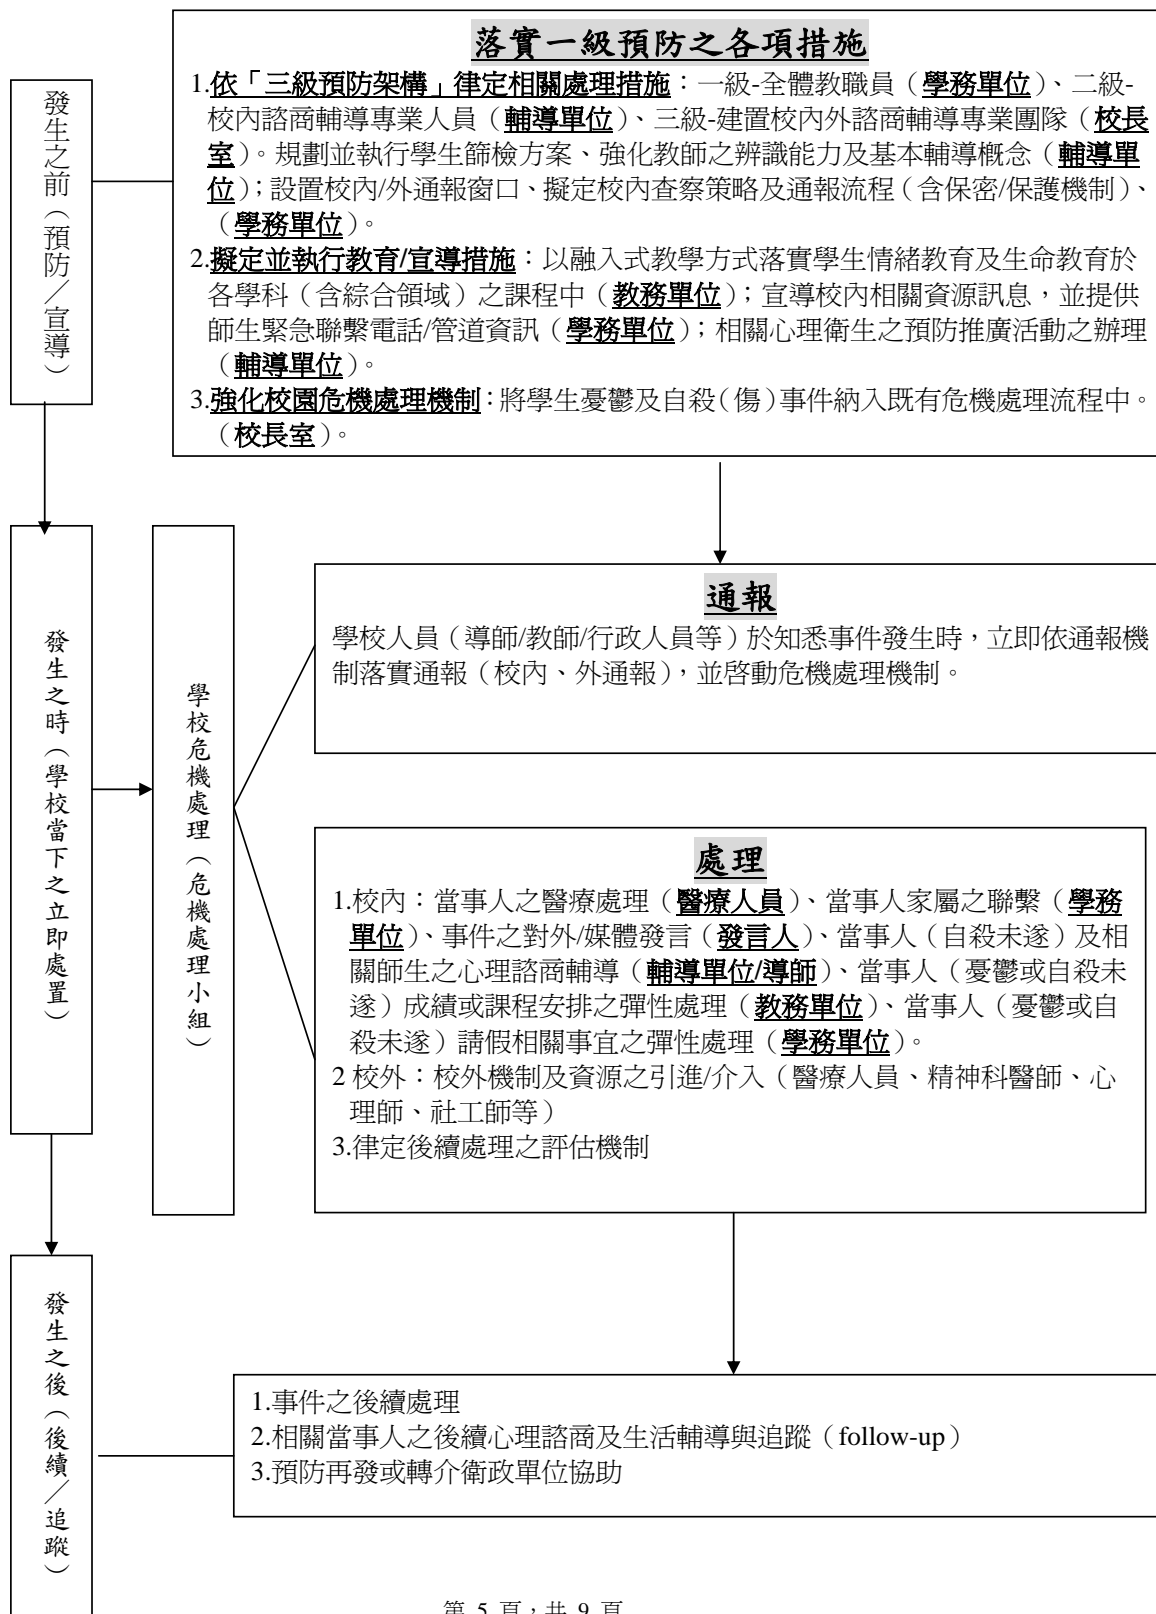 落實一級預防之各項措施
發生之前（預防／宣導）
1.依「三級預防架構」律定相關處理措施：一級-全體教職員（學務單位）、二級-
校內諮商輔導專業人員（輔導單位）、三級-建置校內外諮商輔導專業團隊（校長
室）。規劃並執行學生篩檢方案、強化教師之辨識能力及基本輔導概念（輔導單
位）；設置校內/外通報窗口、擬定校內查察策略及通報流程（含保密/保護機制）、
（學務單位）。
2.擬定並執行教育/宣導措施：以融入式教學方式落實學生情緒教育及生命教育於
各學科（含綜合領域）之課程中（教務單位）；宣導校內相關資源訊息，並提供
師生緊急聯繫電話/管道資訊（學務單位）；相關心理衛生之預防推廣活動之辦理
（輔導單位）。
3.強化校園危機處理機制：將學生憂鬱及自殺（傷）事件納入既有危機處理流程中。
（校長室）。
發生之時（學校當下之立即處置）
學校危機處理（危機處理小組）
通報
學校人員（導師/教師/行政人員等）於知悉事件發生時，立即依通報機
制落實通報（校內、外通報），並啓動危機處理機制。
處理
1.校內：當事人之醫療處理（醫療人員）、當事人家屬之聯繫（學務
單位）、事件之對外/媒體發言（發言人）、當事人（自殺未遂）及相
關師生之心理諮商輔導（輔導單位/導師）、當事人（憂鬱或自殺未
遂）成績或課程安排之彈性處理（教務單位）、當事人（憂鬱或自
殺未遂）請假相關事宜之彈性處理（學務單位）。
2 校外：校外機制及資源之引進/介入（醫療人員、精神科醫師、心
理師、社工師等）
3.律定後續處理之評估機制
發生之後（後續／追蹤）
1.事件之後續處理
2.相關當事人之後續心理諮商及生活輔導與追蹤（follow-up）
3.預防再發或轉介衛政單位協助
第 5 頁，共 9 頁